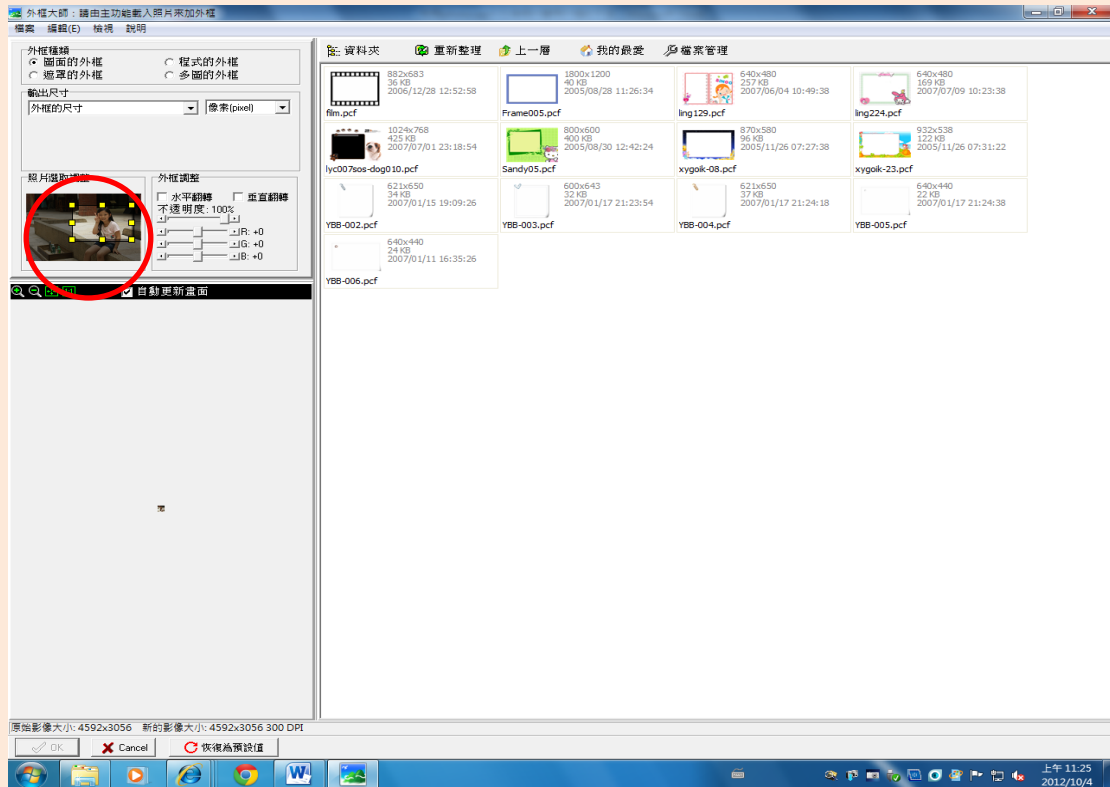 外框大師：請由主功能載入照片來加外框
檔案 編輯(E) 檢視 說明
外框種類
圖面的外框 程式的外框
遮罩的外框 多圖的外框
輸出尺寸
外框的尺寸 像素(pixel)
照片選取調整 外框調整
水平翻轉 垂直翻轉
不透明度: 100%
R: +0
G: +0
B: +0
自動更新畫面
資料夾 重新整理 上一層 我的最愛 檔案管理
882x683
36 KB
2006/12/28 12:52:58
film.pcf
1800x1200
40 KB
2005/08/28 11:26:34
Frame005.pcf
640x480
257 KB
2007/06/04 10:49:38
ling129.pcf
640x480
169 KB
2007/07/09 10:23:38
ling224.pcf
1024x768
425 KB
2007/07/01 23:18:54
lyc007sos-dog010.pcf
800x600
400 KB
2005/08/30 12:42:24
Sandy05.pcf
870x580
96 KB
2005/11/26 07:27:38
xygoik-08.pcf
932x538
122 KB
2005/11/26 07:31:22
xygoik-23.pcf
621x650
34 KB
2007/01/15 19:09:26
YBB-002.pcf
600x643
32 KB
2007/01/17 21:23:54
YBB-003.pcf
621x650
37 KB
2007/01/17 21:24:18
YBB-004.pcf
640x440
22 KB
2007/01/17 21:24:38
YBB-005.pcf
640x440
24 KB
2007/01/11 16:35:26
YBB-006.pcf
原始影像大小: 4592x3056 新的影像大小: 4592x3056 300 DPI
OK Cancel 恢復為預設值
上午 11:25
2012/10/4